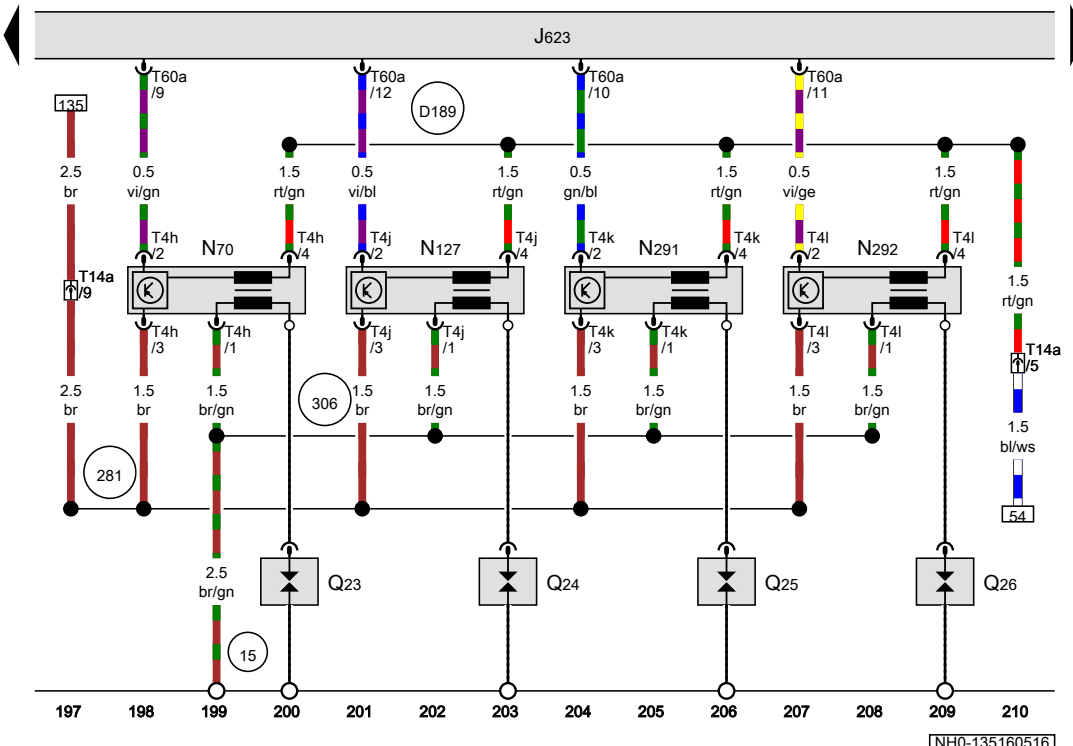 J623
T60a
/9
T60a
/12
T60a
/10
T60a
/11
135
D189
2.5
br
0.5
vi/gn
1.5
rt/gn
0.5
vi/bl
1.5
rt/gn
0.5
gn/bl
1.5
rt/gn
0.5
vi/ge
1.5
rt/gn
T4h
/2
N70
T4h
/4
T4j
/2
N127
T4j
/4
T4k
/2
N291
T4k
/4
T4l
/2
N292
T4l
/4
T14a
/9
1.5
rt/gn
T4h
/3
T4h
/1
T4j
/3
T4j
/1
T4k
/3
T4k
/1
T4l
/3
T4l
/1
T14a
/5
2.5
br
1.5
br
1.5
br/gn
306
1.5
br
1.5
br/gn
1.5
br
1.5
br/gn
1.5
br
1.5
br/gn
1.5
bl/ws
281
54
2.5
br/gn
Q23
Q24
Q25
Q26
15
197 198 199 200 201 202 203 204 205 206 207 208 209 210
NH0-135160516